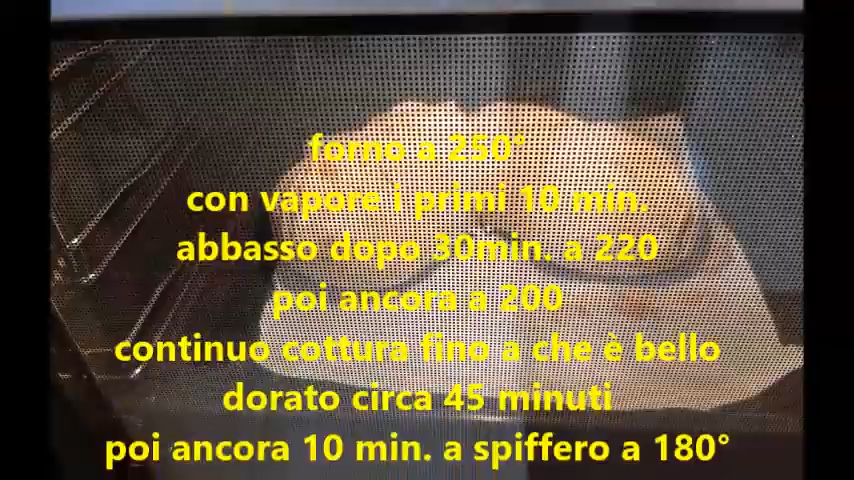 forno a 250°
con vapore i primi 10 min.
abbasso dopo 30min. a 220
poi ancora a 200
continuo cottura fino a che è bello
dorato circa 45 minuti
poi ancora 10 min. a spiffero a 180°